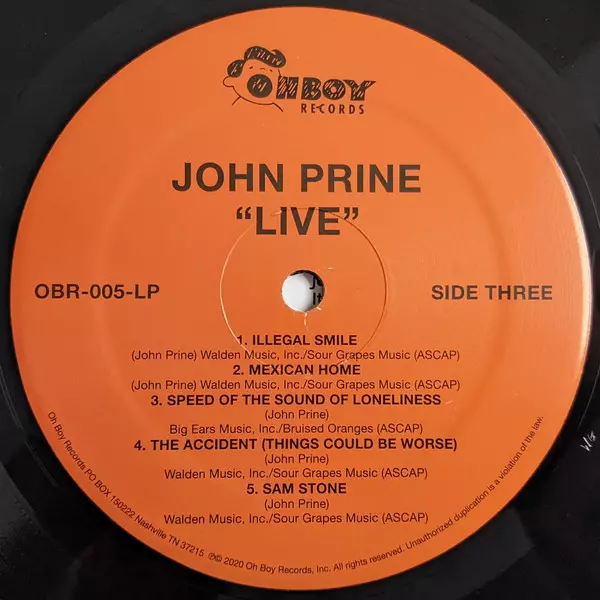 OH BOY
RECORDS
JOHN PRINE
“LIVE”
OBR-005-LP
SIDE THREE
1. ILLEGAL SMILE
(John Prine) Walden Music, Inc./Sour Grapes Music (ASCAP)
2. MEXICAN HOME
(John Prine) Walden Music, Inc./Sour Grapes Music (ASCAP)
3. SPEED OF THE SOUND OF LONELINESS
(John Prine)
Big Ears Music, Inc./Bruised Oranges (ASCAP)
4. THE ACCIDENT (THINGS COULD BE WORSE)
(John Prine)
Walden Music, Inc./Sour Grapes Music (ASCAP)
5. SAM STONE
(John Prine)
Walden Music, Inc./Sour Grapes Music (ASCAP)
Oh Boy Records PO BOX 150222 Nashville TN 37215 ℗© 2020 Oh Boy Records, Inc. All rights reserved. Unauthorized duplication is a violation of the law.